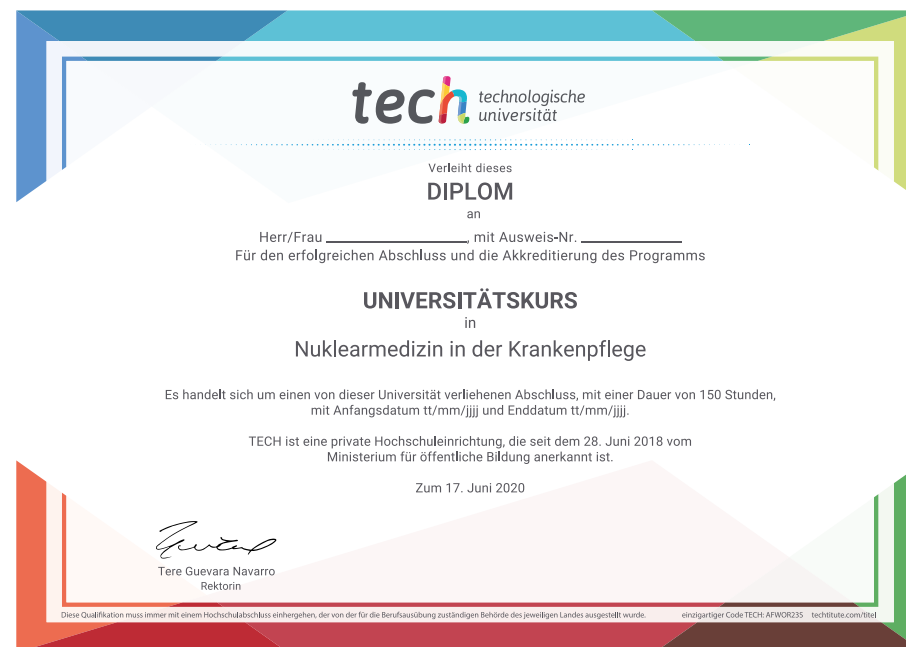 tech technologische
universität
Verleiht dieses
DIPLOM
an
Herr/Frau ____________________, mit Ausweis-Nr. ______________
Für den erfolgreichen Abschluss und die Akkreditierung des Programms
UNIVERSITÄTSKURS
in
Nuklearmedizin in der Krankenpflege
Es handelt sich um einen von dieser Universität verliehenen Abschluss, mit einer Dauer von 150 Stunden,
mit Anfangsdatum tt/mm/jjjj und Enddatum tt/mm/jjjj.
TECH ist eine private Hochschuleinrichtung, die seit dem 28. Juni 2018 vom
Ministerium für öffentliche Bildung anerkannt ist.
Zum 17. Juni 2020
Tere Guevara Navarro
Rektorin
Diese Qualifikation muss immer mit einem Hochschulabschluss einhergehen, der von der für die Berufsausübung zuständigen Behörde des jeweiligen Landes ausgestellt wurde. einzigartiger Code TECH: AFWOR235 techtitute.com/titel